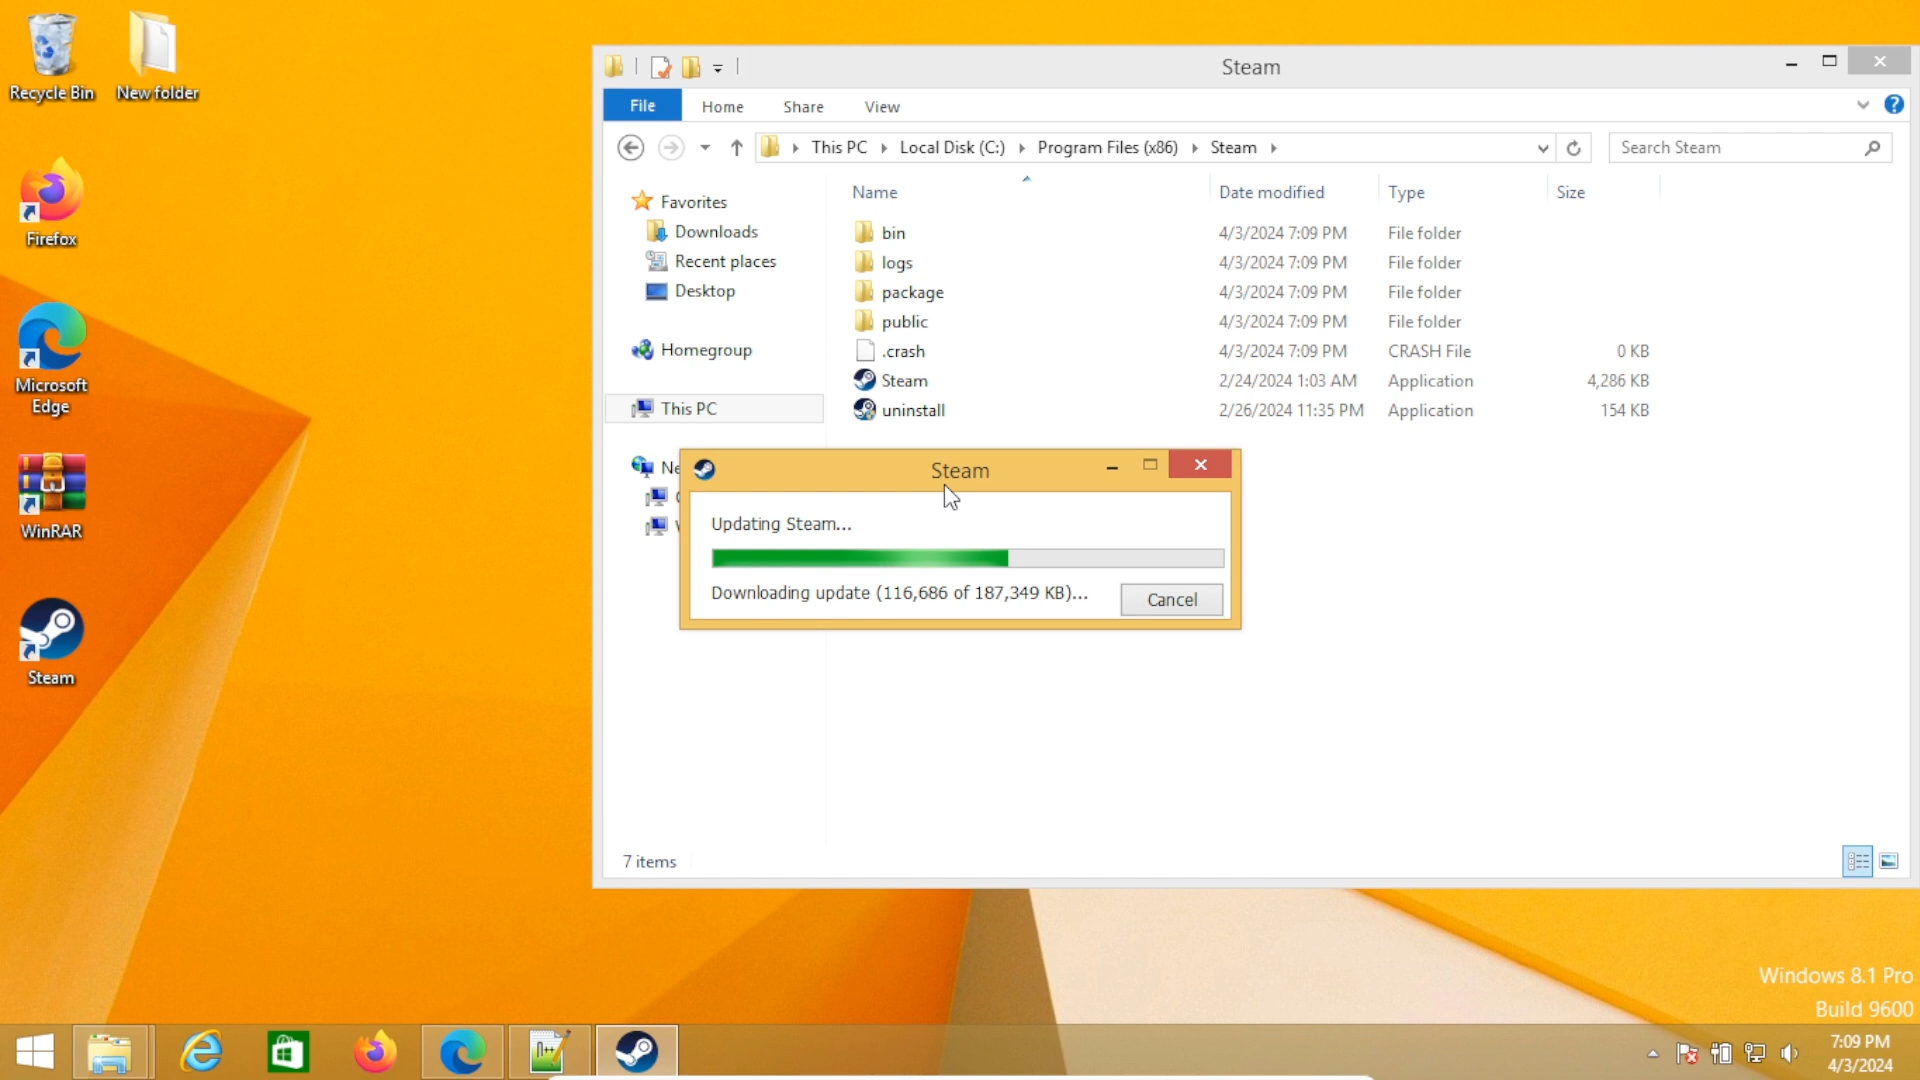 Recycle Bin
New folder
Firefox
Microsoft
Edge
WinRAR
Steam
Steam
File
Home
Share
View
This PC
Local Disk (C:)
Program Files (x86)
Steam
Search Steam
Name
Date modified
Type
Size
Favorites
Downloads
Recent places
Desktop
Homegroup
This PC
Ne
bin 4/3/2024 7:09 PM File folder
logs 4/3/2024 7:09 PM File folder
package 4/3/2024 7:09 PM File folder
public 4/3/2024 7:09 PM File folder
.crash 4/3/2024 7:09 PM CRASH File 0 KB
Steam 2/24/2024 1:03 AM Application 4,286 KB
uninstall 2/26/2024 11:35 PM Application 154 KB
Steam
Updating Steam...
Downloading update (116,686 of 187,349 KB)...
Cancel
7 items
Windows 8.1 Pro
Build 9600
7:09 PM
4/3/2024